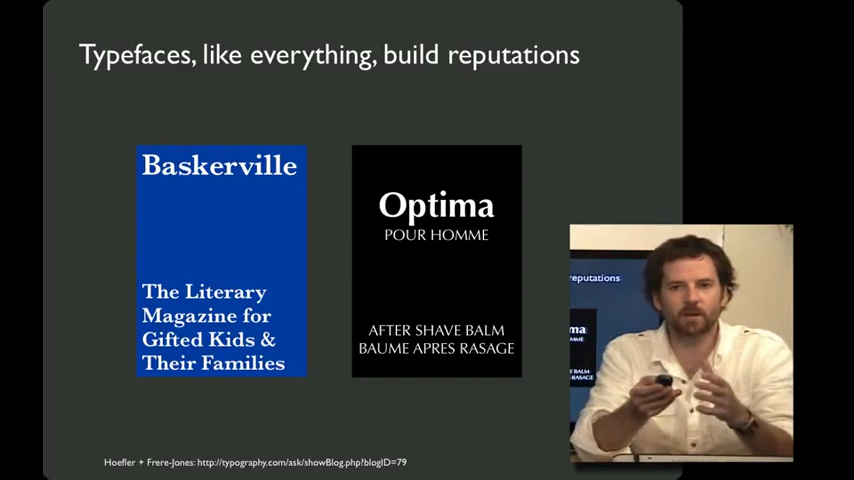 Typefaces, like everything, build reputations
Baskerville
The Literary
Magazine for
Gifted Kids &
Their Families
Optima
POUR HOMME
AFTER SHAVE BALM
BAUME APRES RASAGE
reputations
Hoefler + Frere-Jones: http://typography.com/ask/showBlog.php?blogID=79